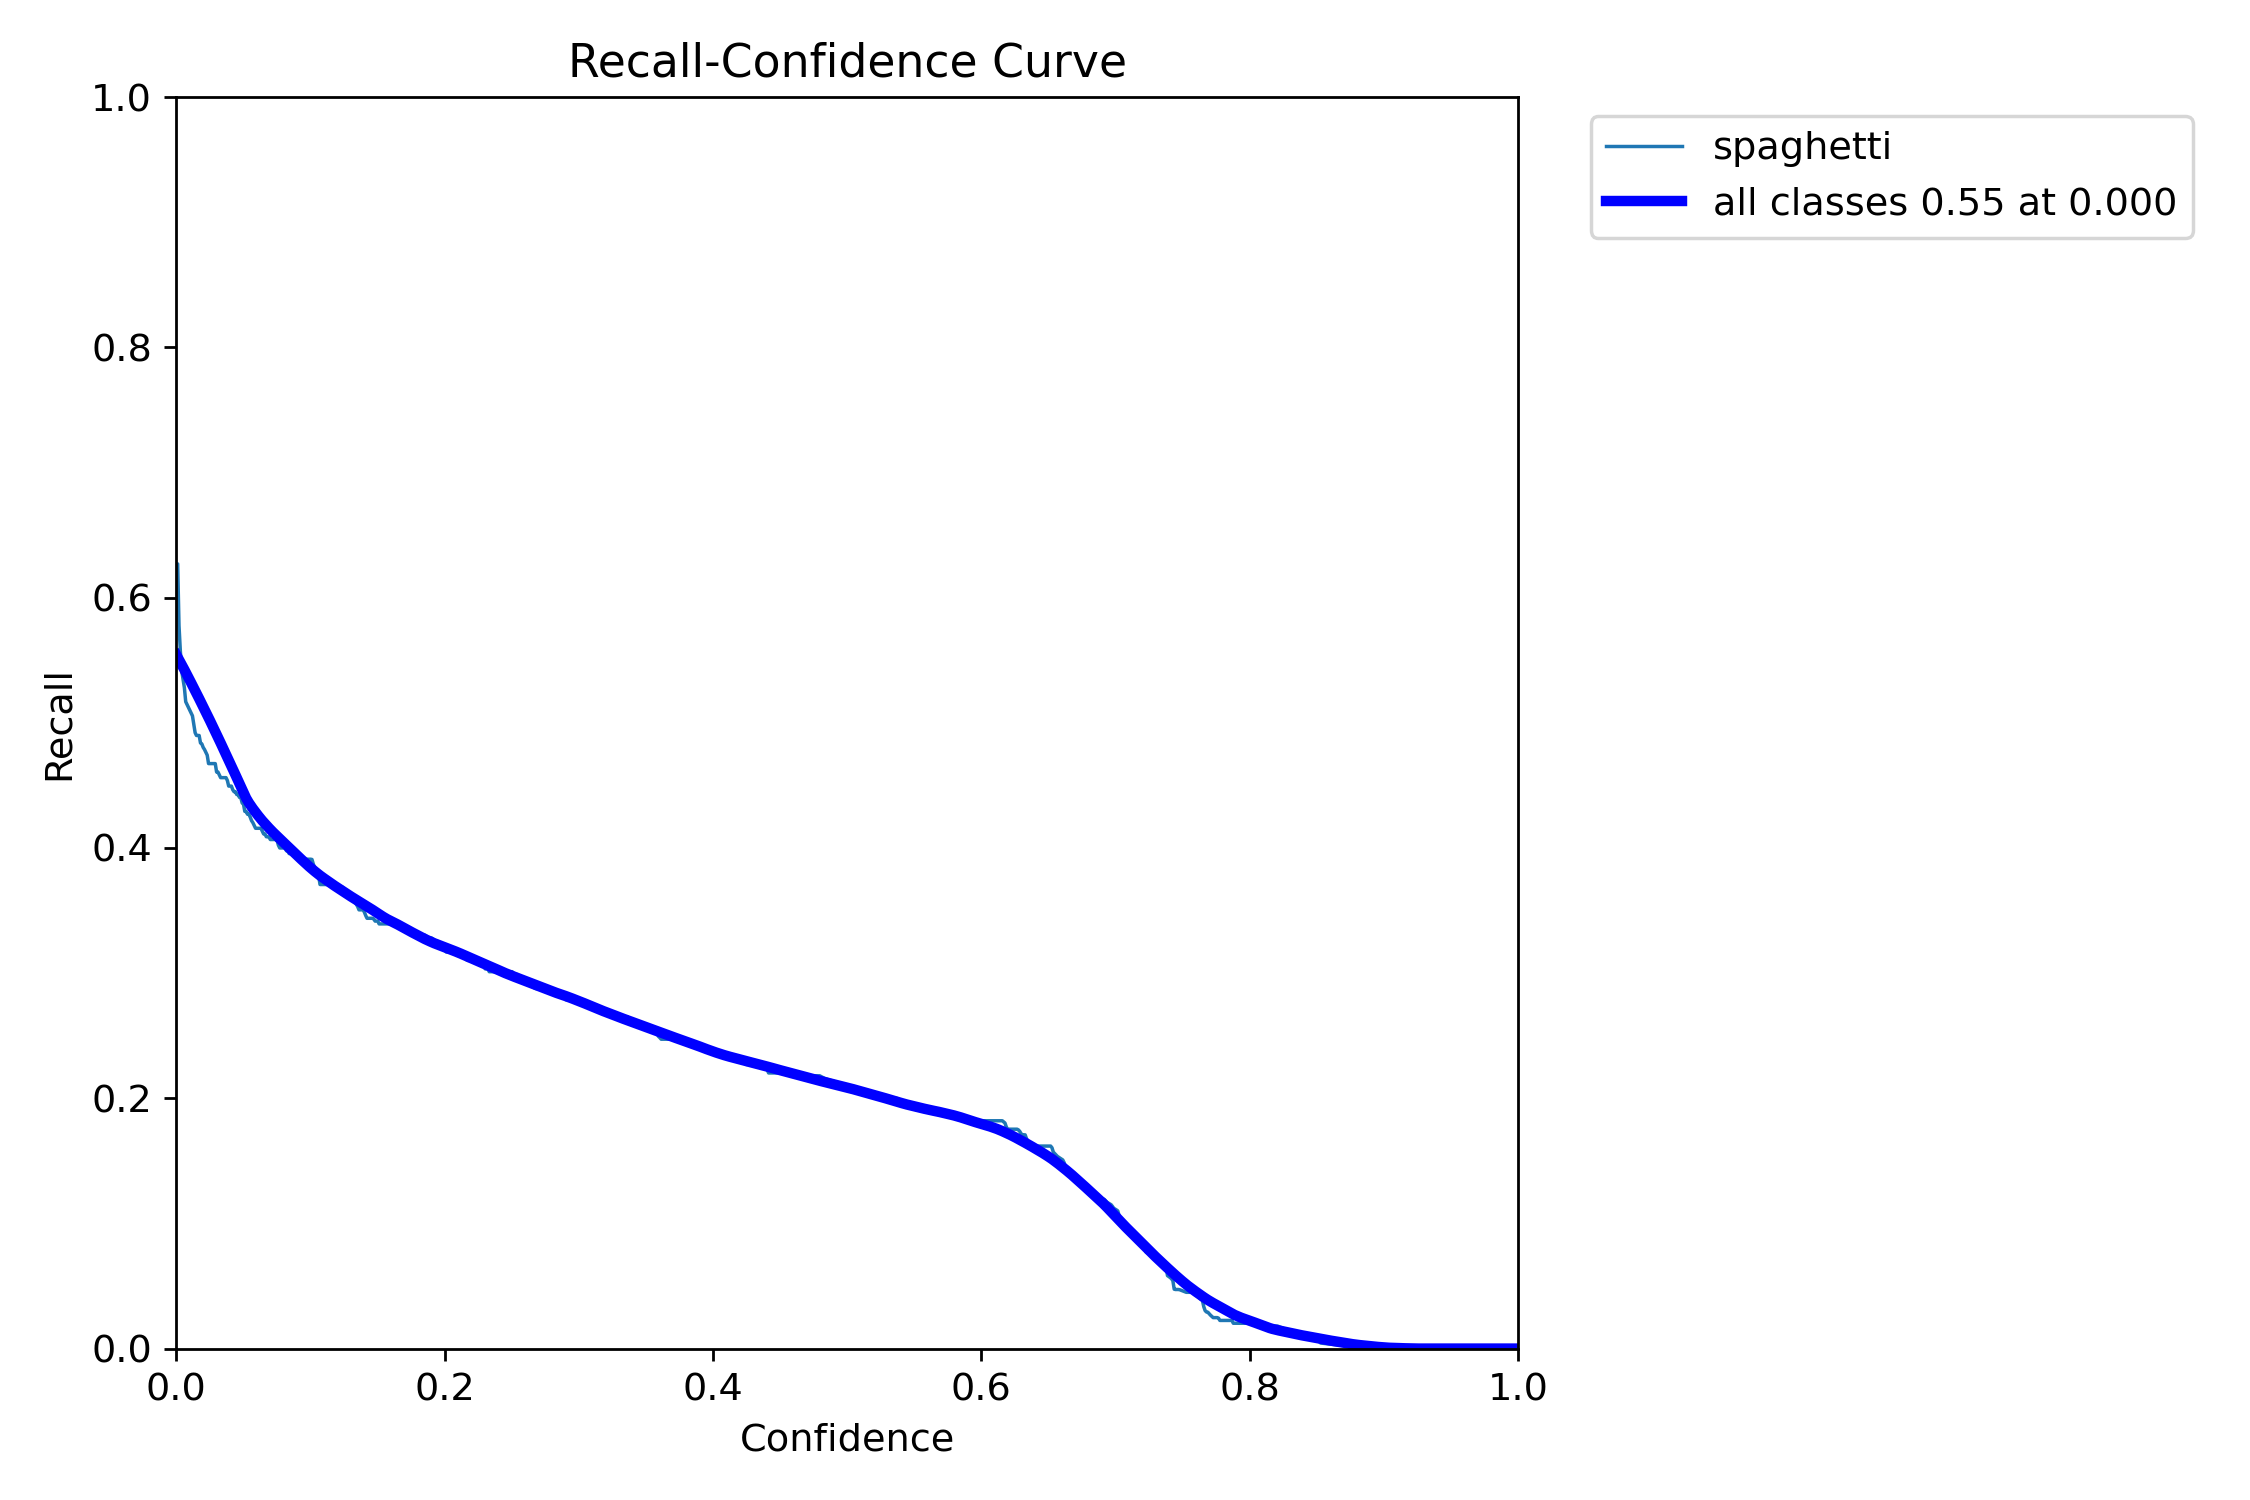 Recall-Confidence Curve
1.0
0.8
0.6
0.4
0.2
0.0
Recall
0.0 0.2 0.4 0.6 0.8 1.0
Confidence
spaghetti
all classes 0.55 at 0.000